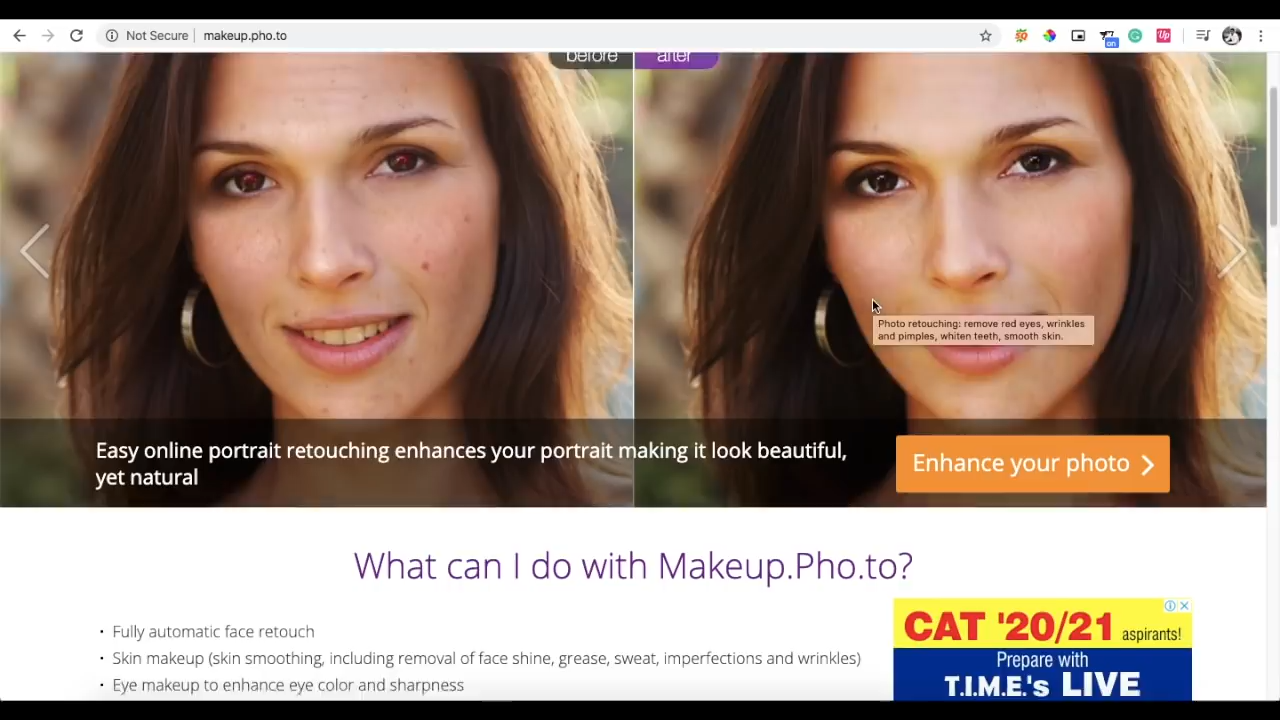 Not Secure
makeup.pho.to
on
Up
before
after
Photo retouching: remove red eyes, wrinkles
and pimples, whiten teeth, smooth skin.
Easy online portrait retouching enhances your portrait making it look beautiful,
yet natural
Enhance your photo
What can I do with Makeup.Pho.to?
• Fully automatic face retouch
• Skin makeup (skin smoothing, including removal of face shine, grease, sweat, imperfections and wrinkles)
• Eye makeup to enhance eye color and sharpness
CAT '20/21 aspirants!
Prepare with
T.I.M.E.'s LIVE